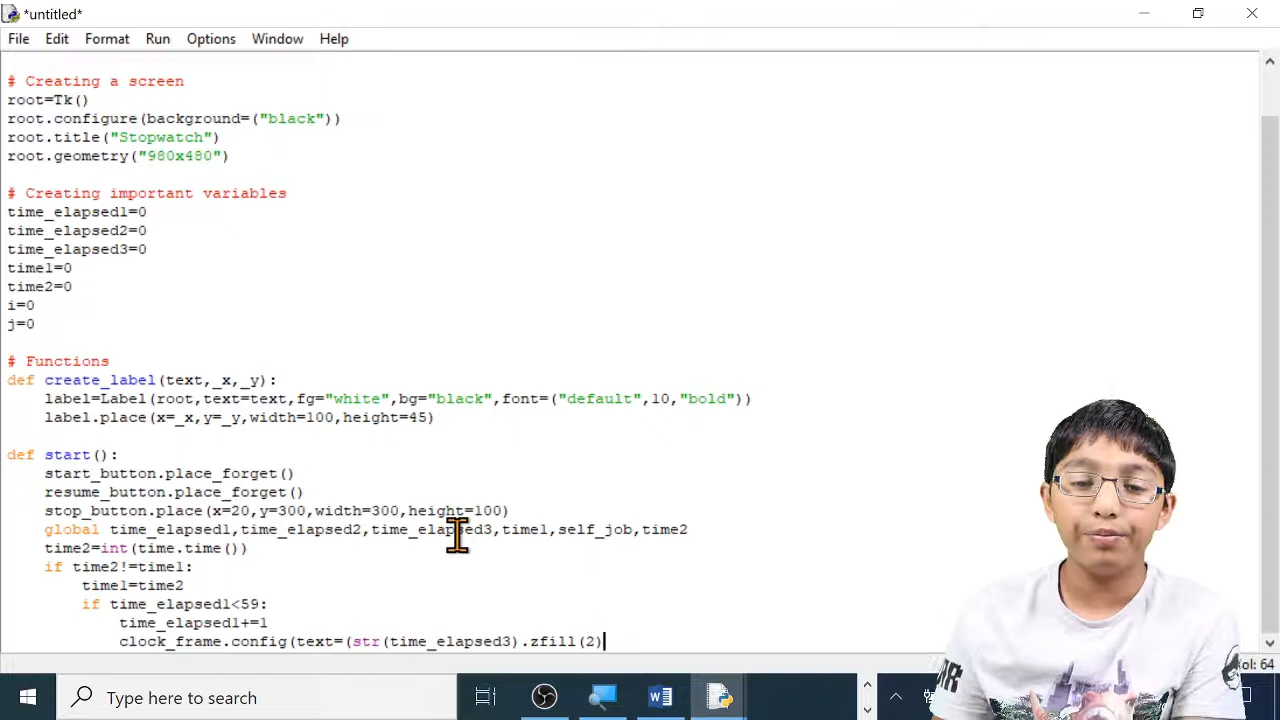 *untitled*
File Edit Format Run Options Window Help
# Creating a screen
root=Tk()
root.configure(background=("black"))
root.title("Stopwatch")
root.geometry("980x480")
# Creating important variables
time_elapsed1=0
time_elapsed2=0
time_elapsed3=0
time1=0
time2=0
i=0
j=0
# Functions
def create_label(text,_x,_y):
    label=Label(root,text=text,fg="white",bg="black",font=("default",10,"bold"))
    label.place(x=_x,y=_y,width=100,height=45)
def start():
    start_button.place_forget()
    resume_button.place_forget()
    stop_button.place(x=20,y=300,width=300,height=100)
    global time_elapsed1,time_elapsed2,time_elapsed3,time1,self_job,time2
    time2=int(time.time())
    if time2!=time1:
        time1=time2
        if time_elapsed1<59:
            time_elapsed1+=1
            clock_frame.config(text=(str(time_elapsed3).zfill(2)
Col: 64
Type here to search